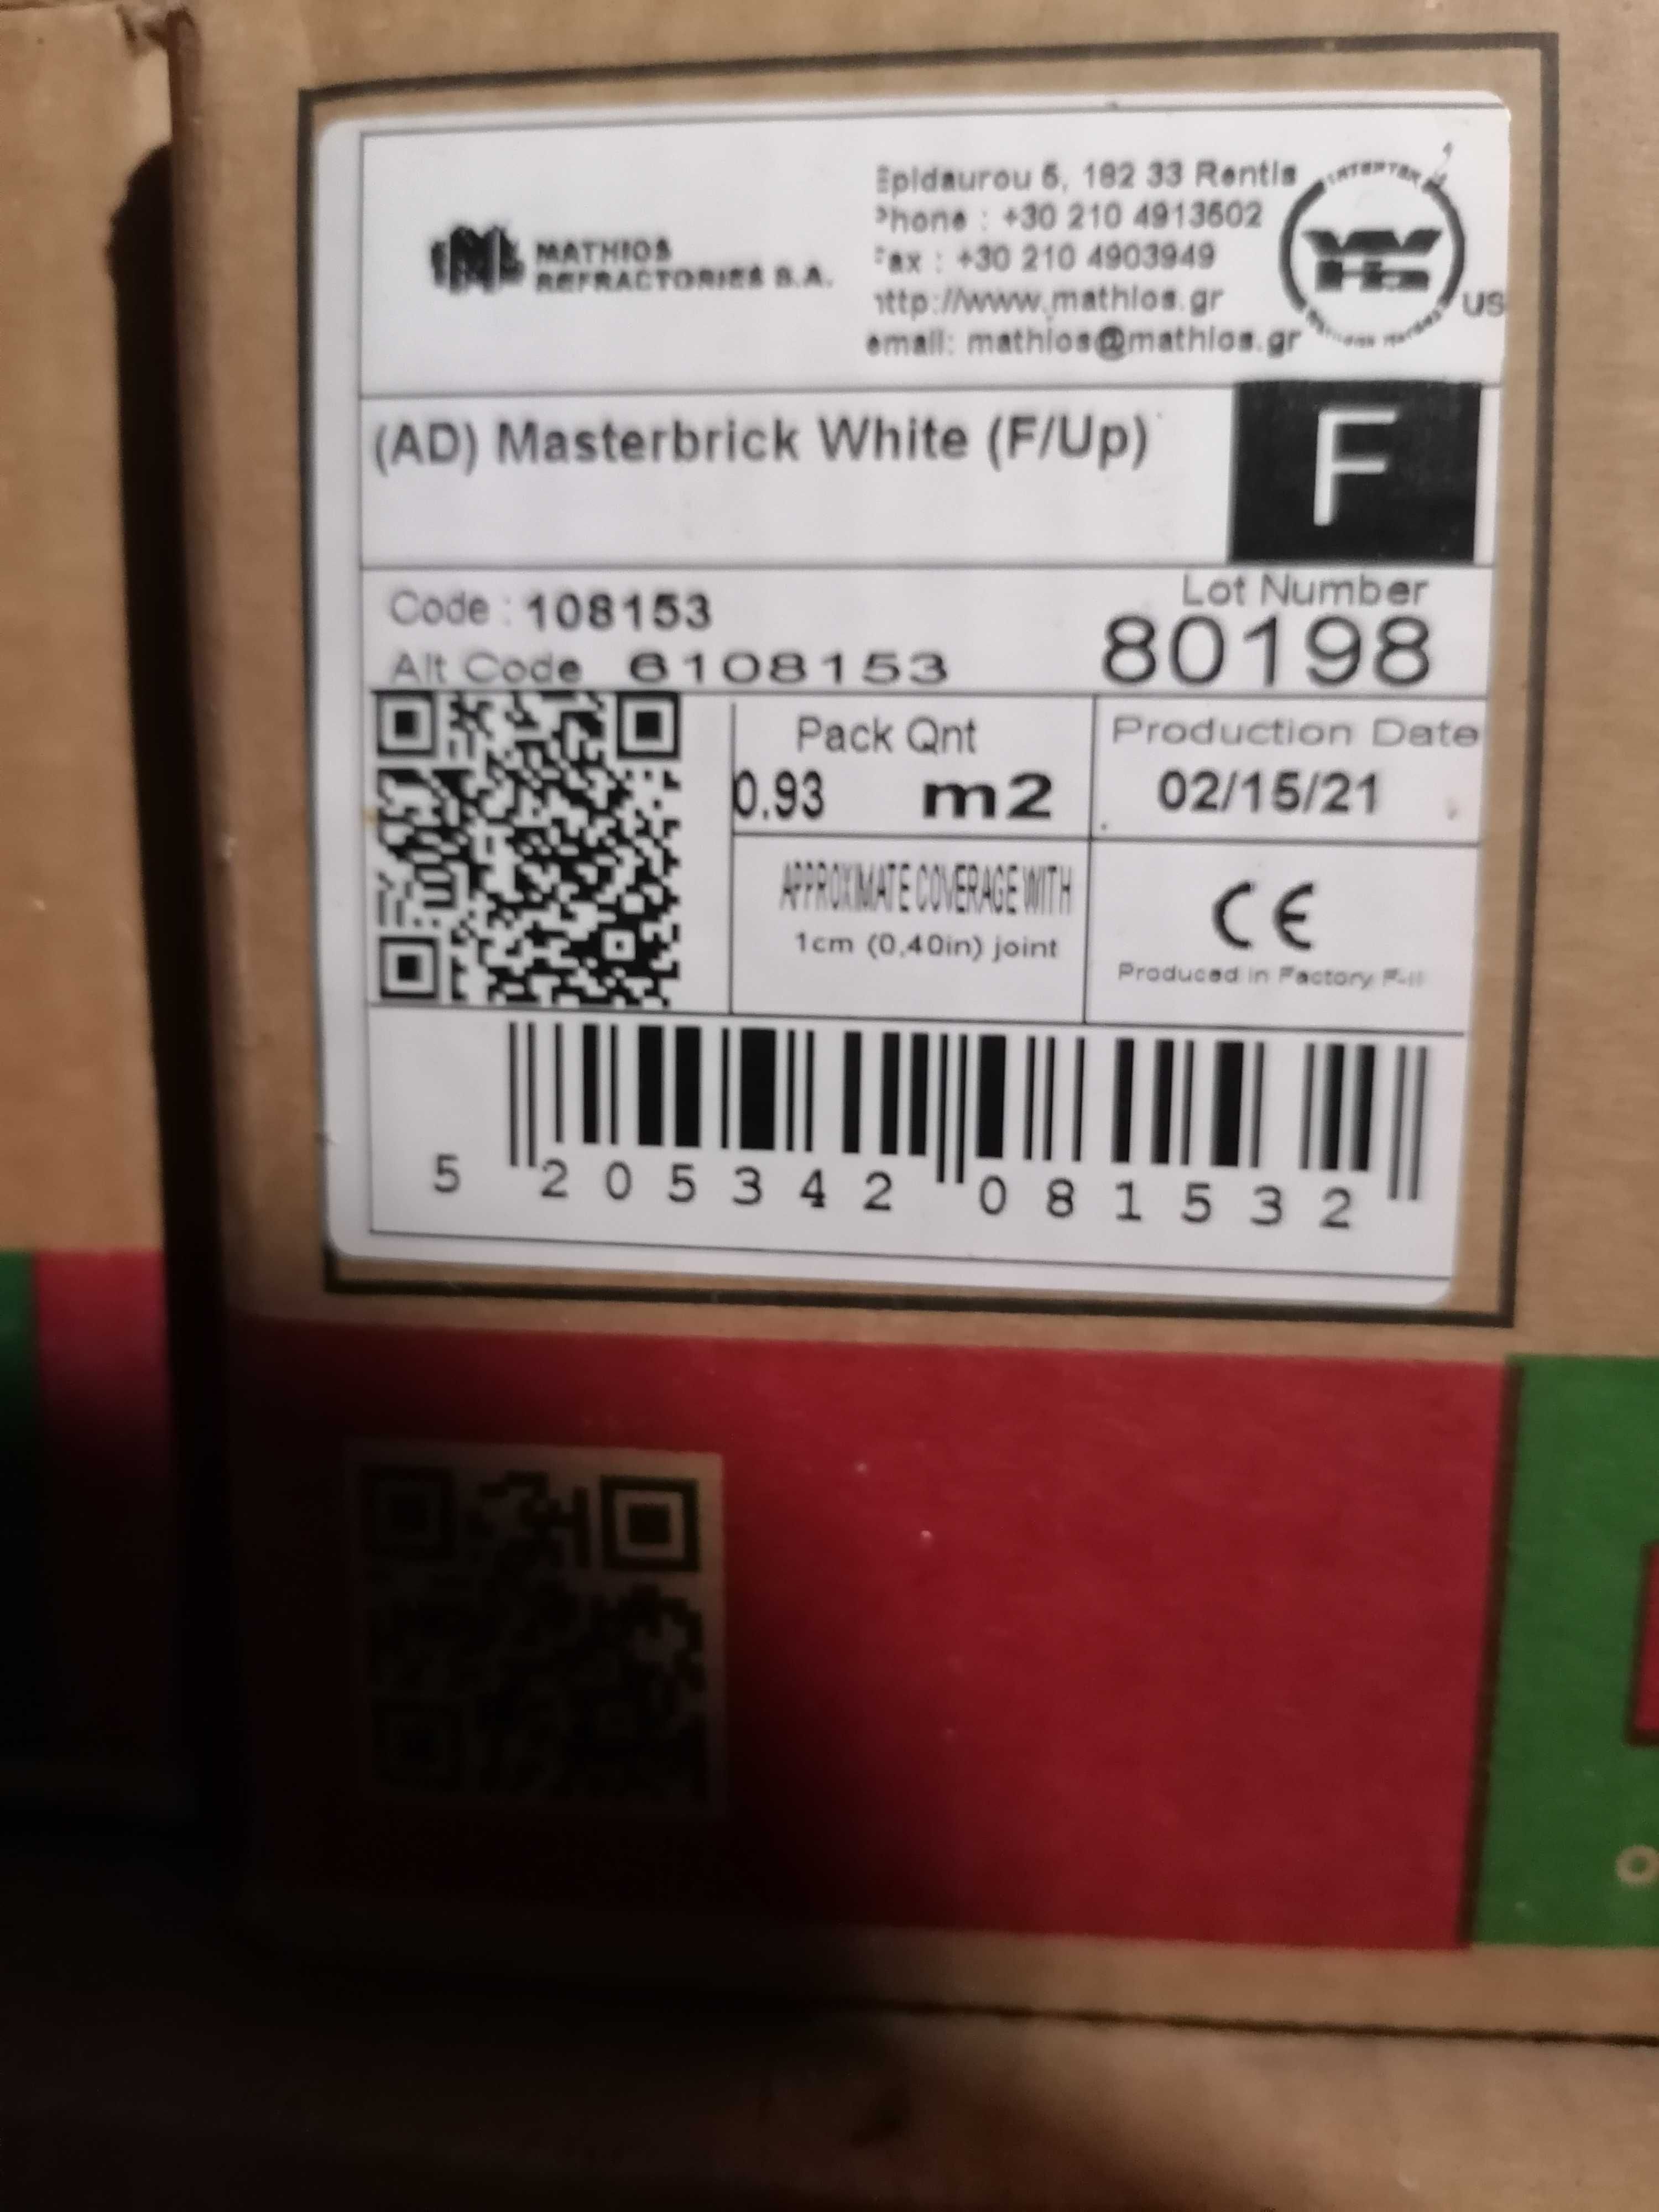 MATHIOS
REFRACTORIES S.A.
Epidaurou 5, 182 33 Rentis
Phone : +30 210 4913502
Fax : +30 210 4903949
http://www.mathios.gr
email: mathios@mathios.gr
INTERTEK
WH
US
(AD) Masterbrick White (F/Up)
F
Code : 108153
Lot Number
80198
Alt Code 6108153
Pack Qnt
0.93 m2
Production Date
02/15/21
APPROXIMATE COVERAGE WITH
1cm (0,40in) joint
CE
Produced in Factory F-II
5 205342 081532